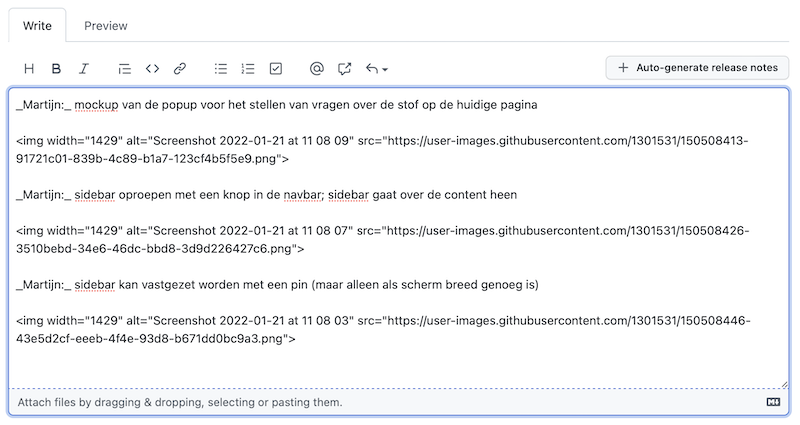 Write Preview
H B I Auto-generate release notes
_Martijn:_ mockup van de popup voor het stellen van vragen over de stof op de huidige pagina
<img width="1429" alt="Screenshot 2022-01-21 at 11 08 09" src="https://user-images.githubusercontent.com/1301531/150508413-
91721c01-839b-4c89-b1a7-123cf4b5f5e9.png">
_Martijn:_ sidebar oproepen met een knop in de navbar; sidebar gaat over de content heen
<img width="1429" alt="Screenshot 2022-01-21 at 11 08 07" src="https://user-images.githubusercontent.com/1301531/150508426-
3510bebd-34e6-46dc-bbd8-3d9d226427c6.png">
_Martijn:_ sidebar kan vastgezet worden met een pin (maar alleen als scherm breed genoeg is)
<img width="1429" alt="Screenshot 2022-01-21 at 11 08 03" src="https://user-images.githubusercontent.com/1301531/150508446-
43e5d2cf-eeeb-4f4e-93d8-b671dd0bc9a3.png">
Attach files by dragging & dropping, selecting or pasting them.